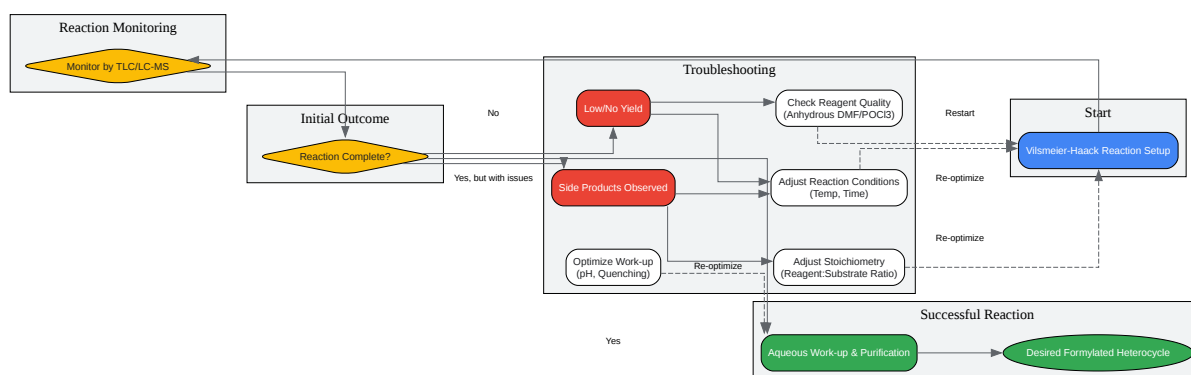 Reaction Monitoring
Monitor by TLC/LC-MS
Initial Outcome
Reaction Complete?
No
Yes, but with issues
Yes
Troubleshooting
Low/No Yield
Side Products Observed
Optimize Work-up
(pH, Quenching)
Re-optimize
Check Reagent Quality
(Anhydrous DMF/POCl3)
Adjust Reaction Conditions
(Temp, Time)
Adjust Stoichiometry
(Reagent:Substrate Ratio)
Restart
Re-optimize
Re-optimize
Start
Vilsmeier-Haack Reaction Setup
Successful Reaction
Aqueous Work-up & Purification
Desired Formylated Heterocycle